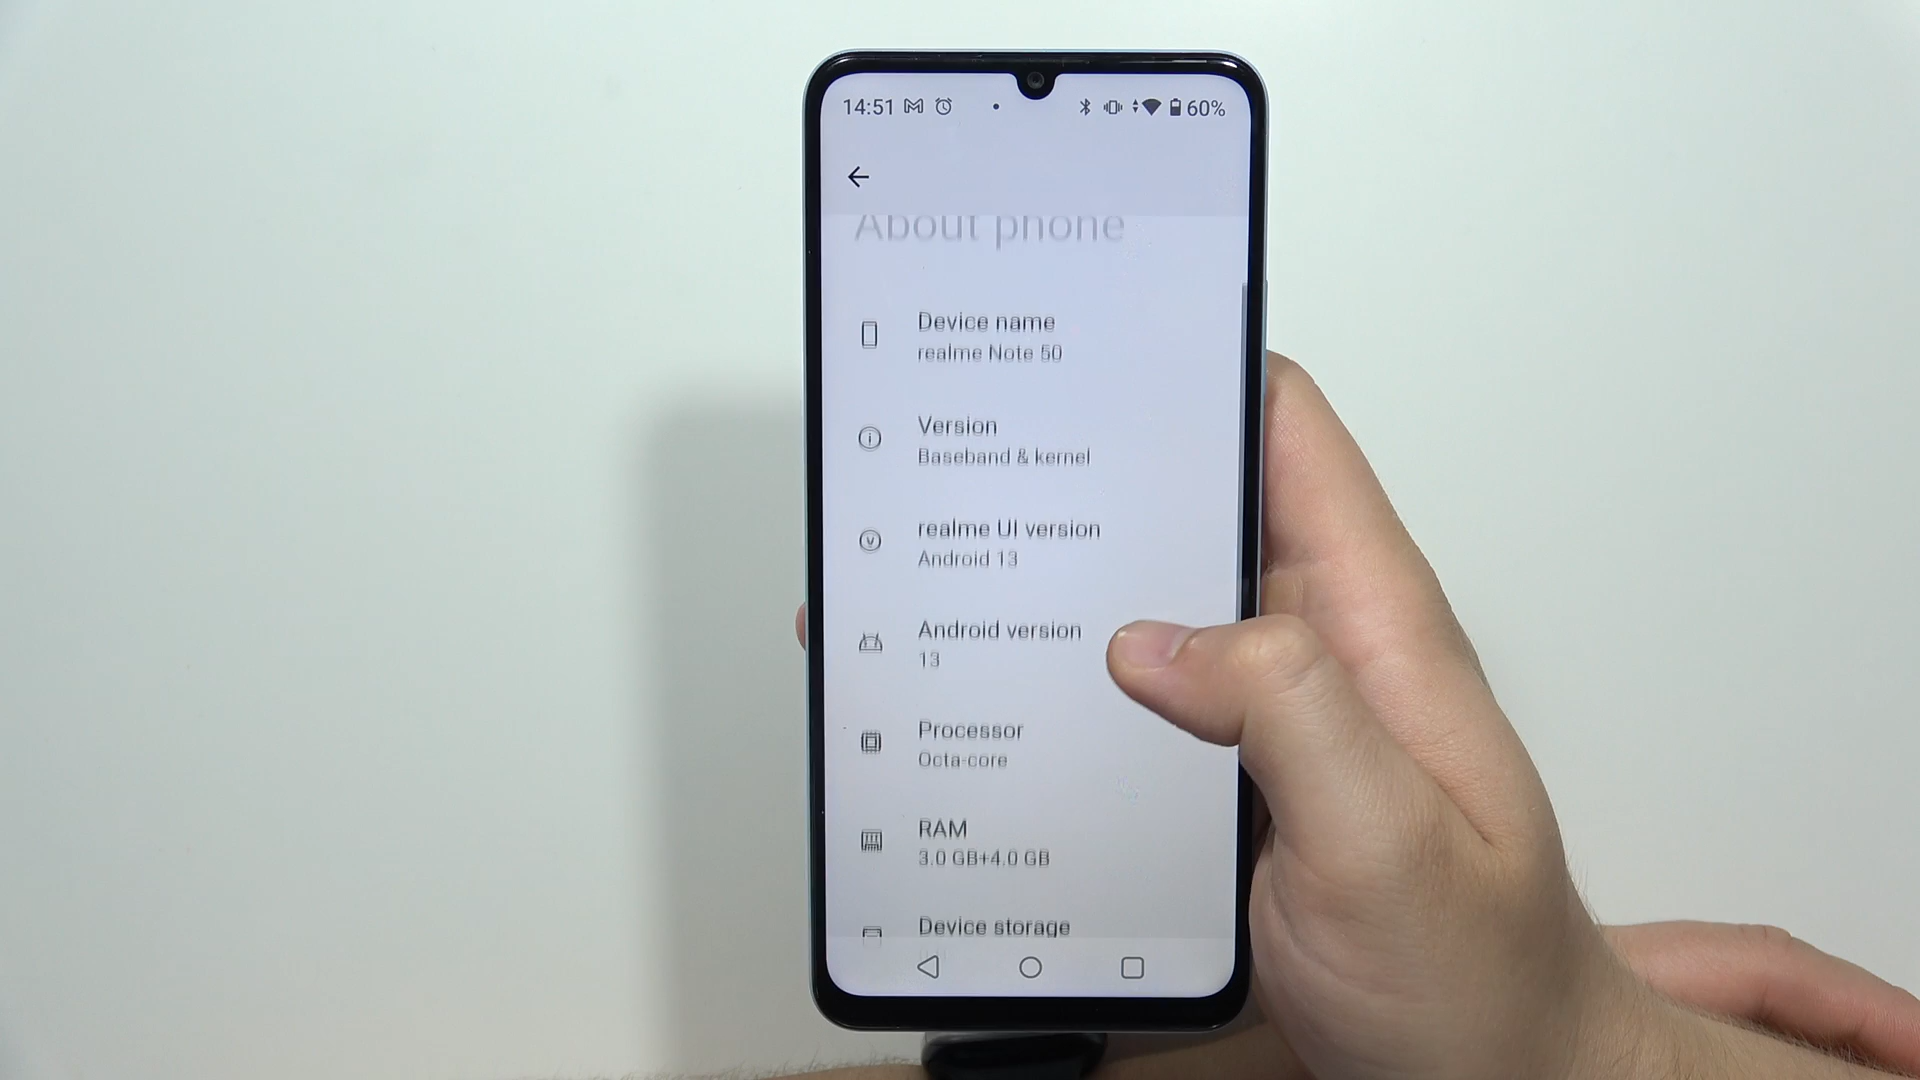 14:51 60%
About phone
Device name
realme Note 50
Version
Baseband & kernel
realme UI version
Android 13
Android version
13
Processor
Octa-core
RAM
3.0 GB+4.0 GB
Device storage